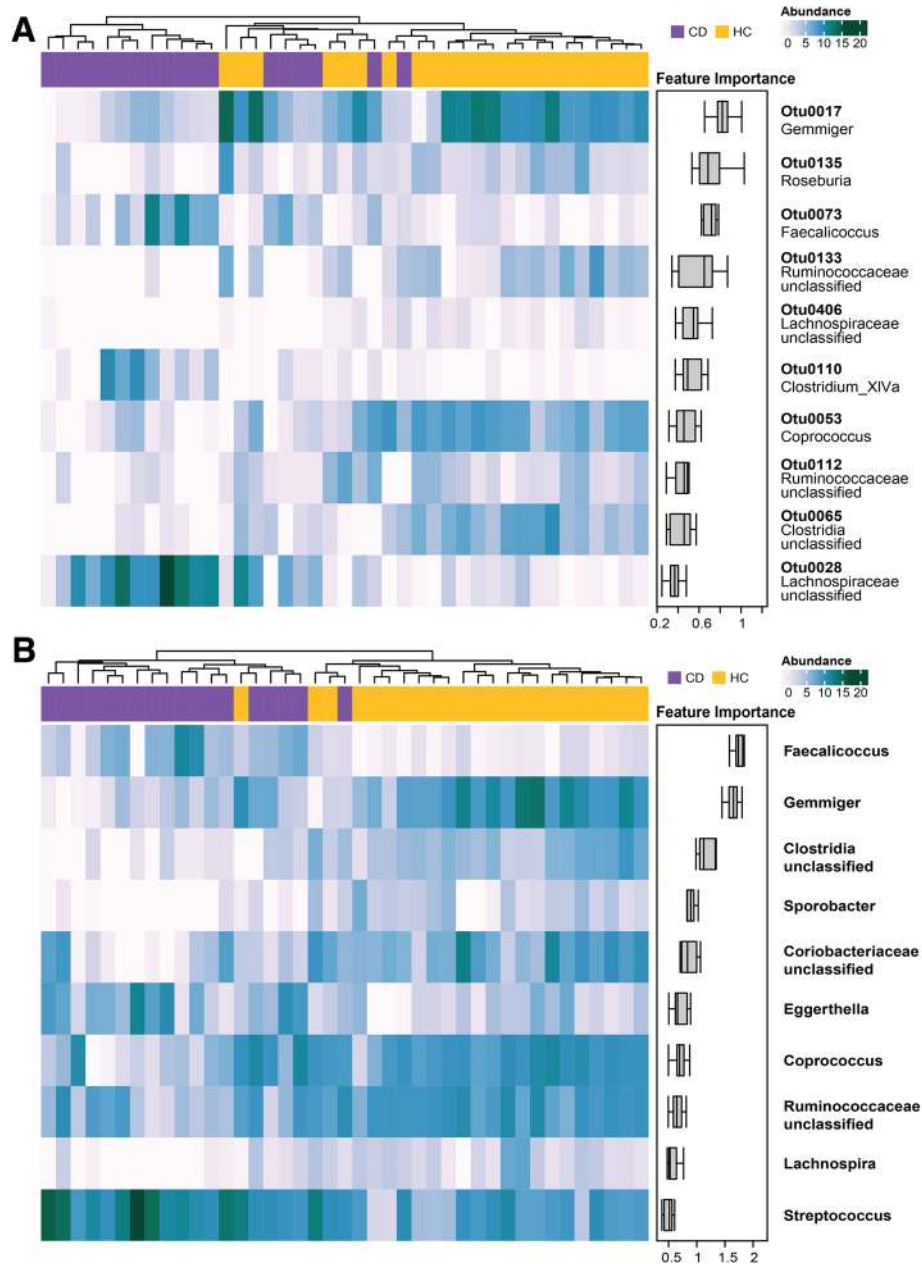 A
CD HC
Abundance
0 5 10 15 20
Feature Importance
Otu0017
Gemmiger
Otu0135
Roseburia
Otu0073
Faecalicoccus
Otu0133
Ruminococcaceae
unclassified
Otu0406
Lachnospiraceae
unclassified
Otu0110
Clostridium_XIVa
Otu0053
Coprococcus
Otu0112
Ruminococcaceae
unclassified
Otu0065
Clostridia
unclassified
Otu0028
Lachnospiraceae
unclassified
0.2 0.6 1
B
CD HC
Abundance
0 5 10 15 20
Feature Importance
Faecalicoccus
Gemmiger
Clostridia
unclassified
Sporobacter
Coriobacteriaceae
unclassified
Eggerthella
Coprococcus
Ruminococcaceae
unclassified
Lachnospira
Streptococcus
0.5 1 1.5 2